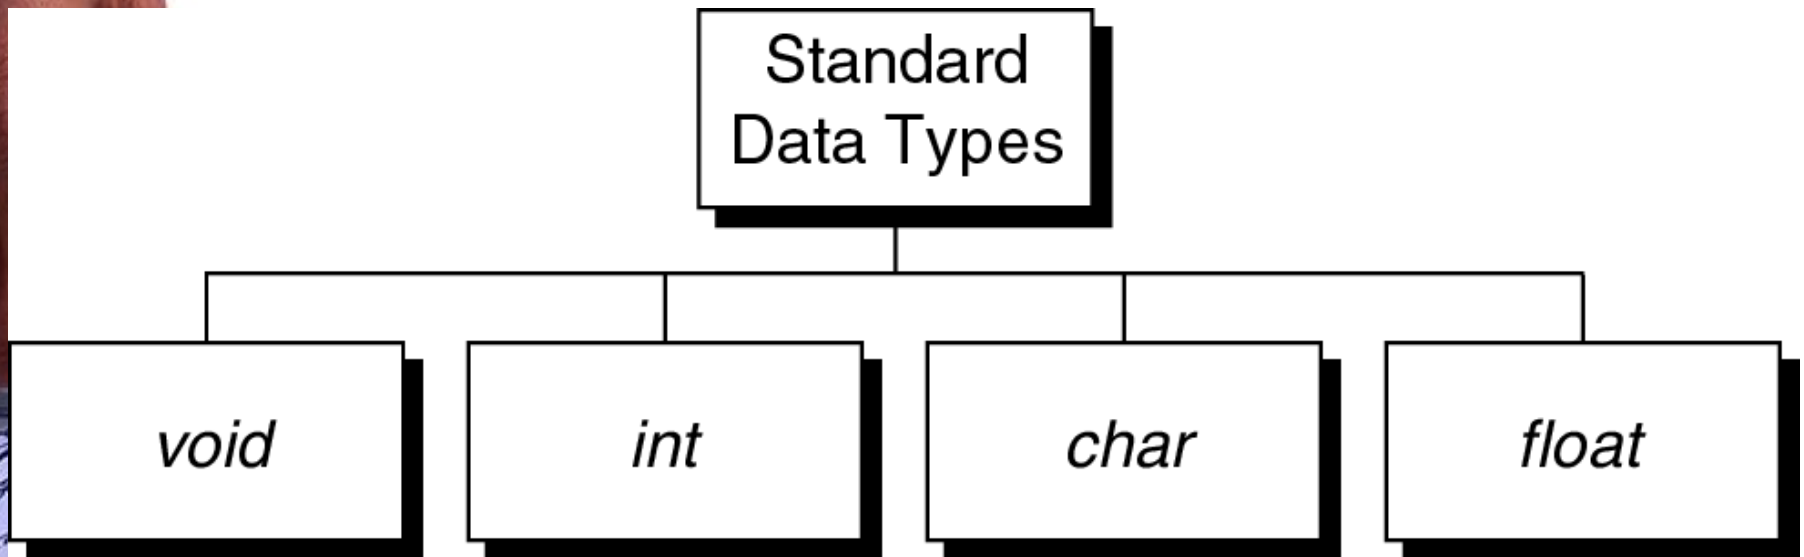 Standard
Data Types
void
int
char
float